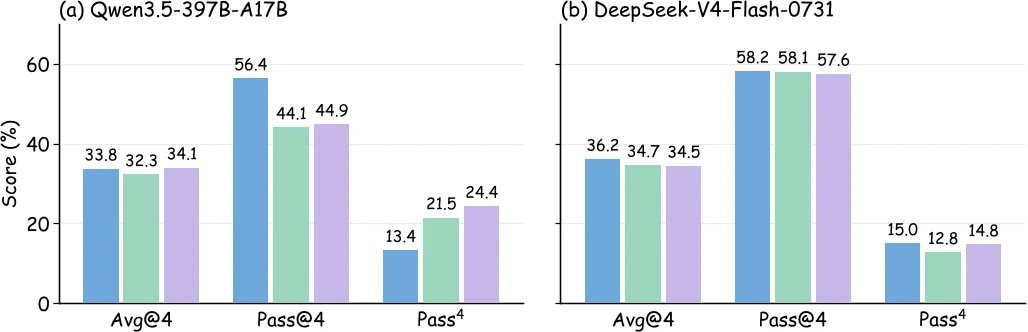 (a) Qwen3.5-397B-A17B
Score (%)
60
40
20
0
33.8 32.3 34.1
56.4 44.1 44.9
13.4 21.5 24.4
Avg@4 Pass@4 Pass⁴
(b) DeepSeek-V4-Flash-0731
36.2 34.7 34.5
58.2 58.1 57.6
15.0 12.8 14.8
Avg@4 Pass@4 Pass⁴